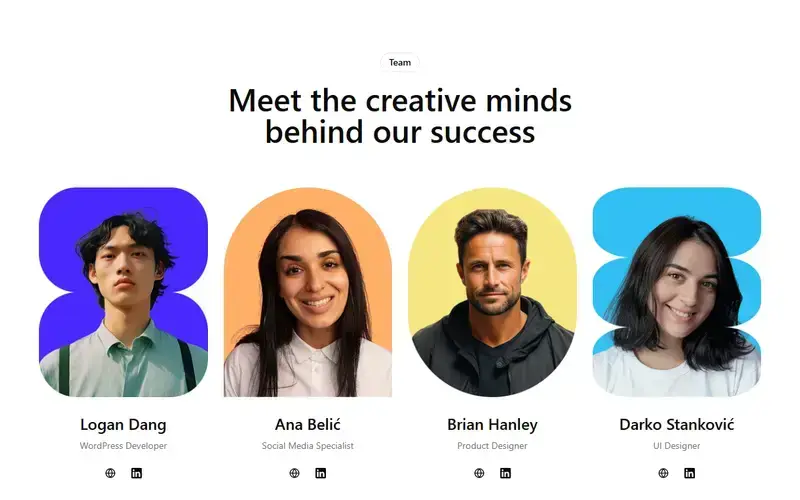 Team
Meet the creative minds
behind our success
Logan Dang
Ana Belić
Brian Hanley
Darko Stanković
WordPress Developer
Social Media Specialist
Product Designer
UI Designer